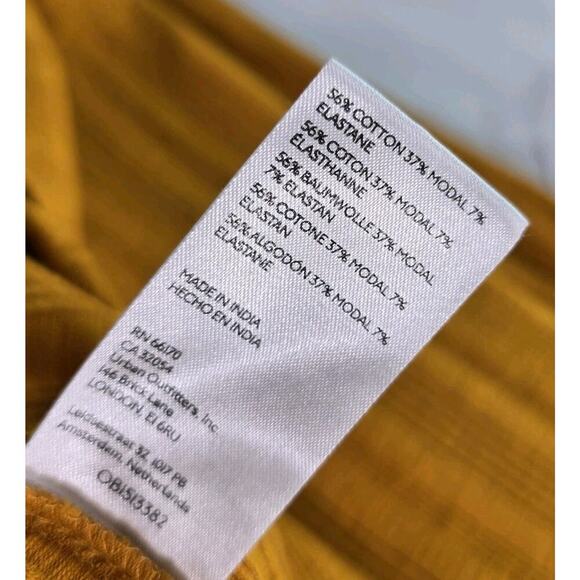 56% COTTON 37% MODAL 7%
ELASTANE
56% COTON 37% MODAL 7%
ÉLASTHANNE
56% BAUMWOLLE 37% MODAL
7% ELASTAN
56% COTONE 37% MODAL 7%
ELASTAN
56% ALGODÓN 37% MODAL 7%
ELASTANE
MADE IN INDIA
HECHO EN INDIA
RN 66170
CA 32054
Urban Outfitters, Inc.
146 Brick Lane
LONDON, E1 6RU
Leidsestraat 32, 1017 PB
Amsterdam, Netherlands
OB1513382